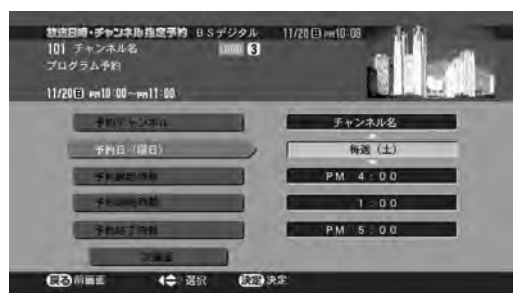 放送日時・チャンネル指定予約 BSデジタル 11/20日 PM10:08
101 チャンネル名 3
プログラム予約
11/20日 PM10:00~PM11:00
予約チャンネル チャンネル名
予約日(曜日) 毎週(土)
予約開始時刻 PM 4:00
1:00
予約終了時刻 PM 5:00
次画面
戻る 前画面 選択 決定 決定